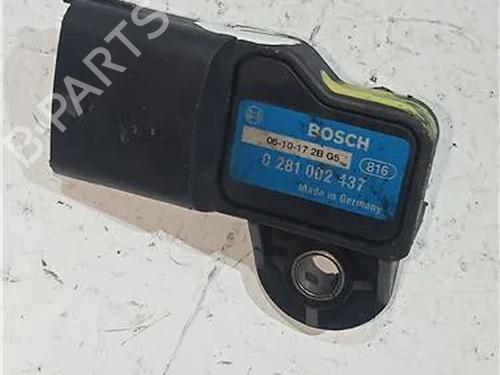 B-PARTS
BOSCH
06-10-17 2B G5
0 281 002 437
816
Made in Germany